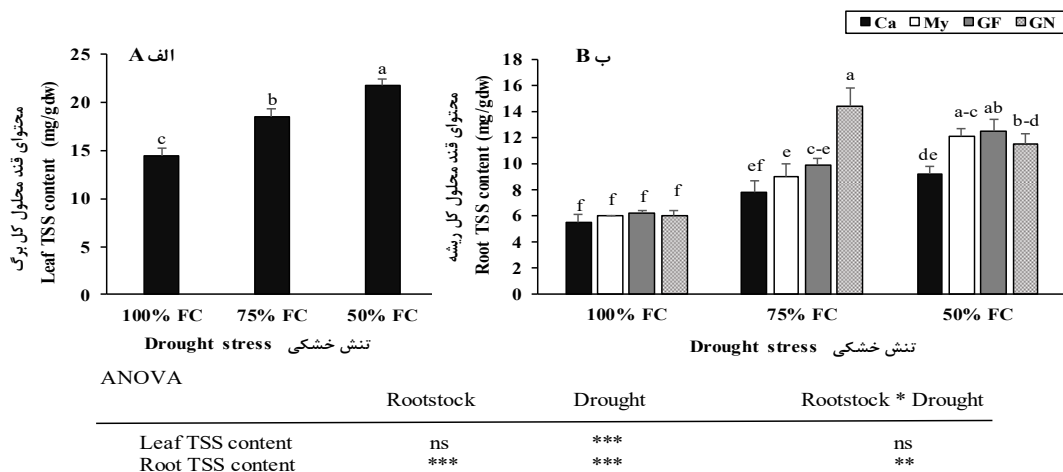 Ca My GF GN
A الف
محتوای قند محلول کل برگ
Leaf TSS content (mg/gdw)
25
20
15
10
5
0
c
b
a
100% FC 75% FC 50% FC
Drought stress تنش خشکی
B ب
محتوای قند محلول کل ریشه
Root TSS content (mg/gdw)
18
16
14
12
10
8
6
4
2
0
f f f f
ef e c-e a
de a-c ab b-d
100% FC 75% FC 50% FC
Drought stress تنش خشکی
ANOVA
Rootstock Drought Rootstock * Drought
Leaf TSS content ns *** ns
Root TSS content *** *** **